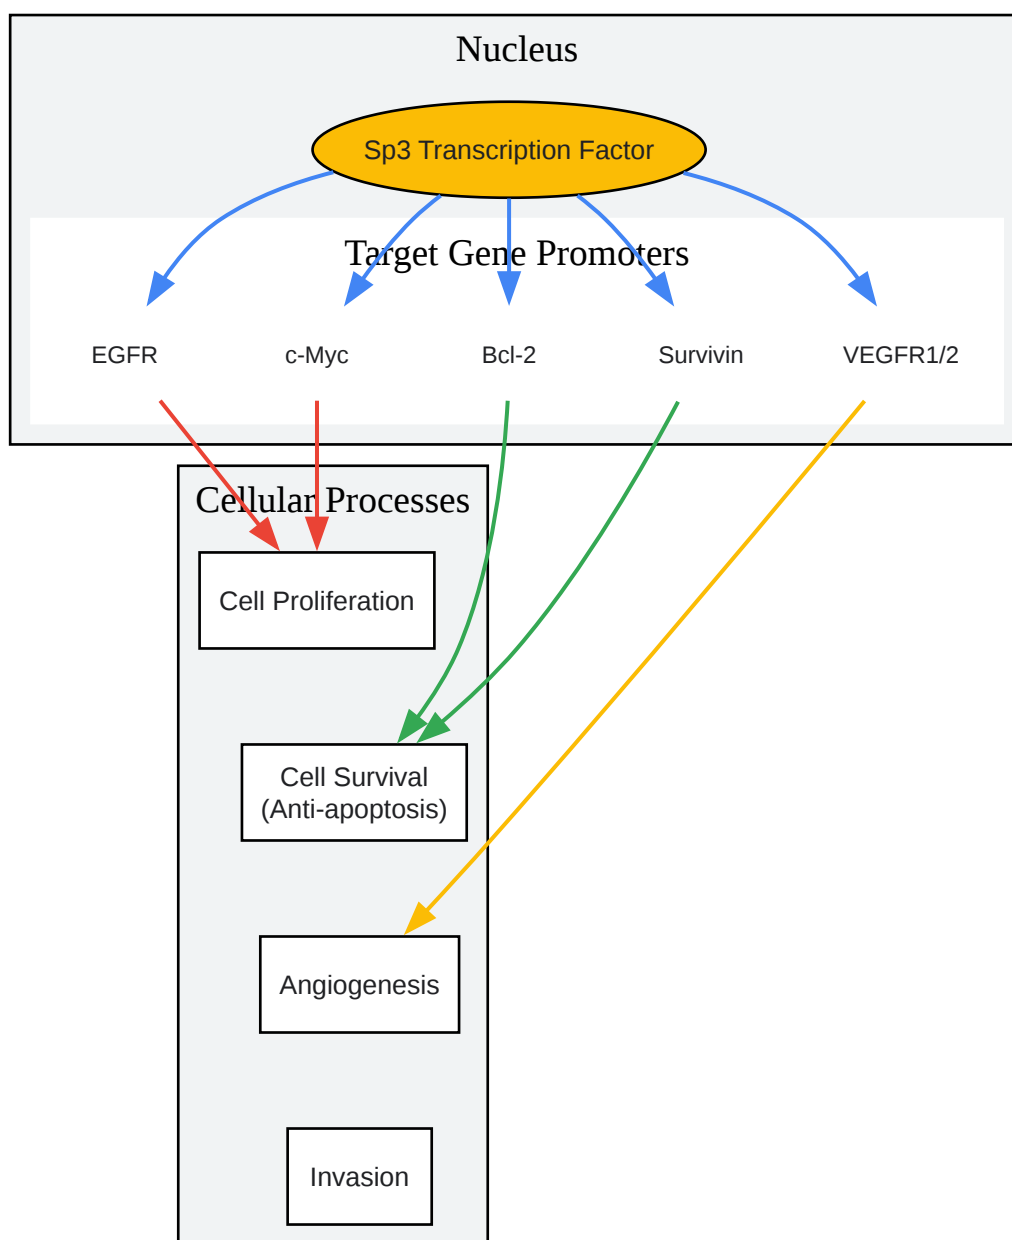 Nucleus
Sp3 Transcription Factor
Target Gene Promoters
EGFR
c-Myc
Bcl-2
Survivin
VEGFR1/2
Cellular Processes
Cell Proliferation
Cell Survival
(Anti-apoptosis)
Angiogenesis
Invasion